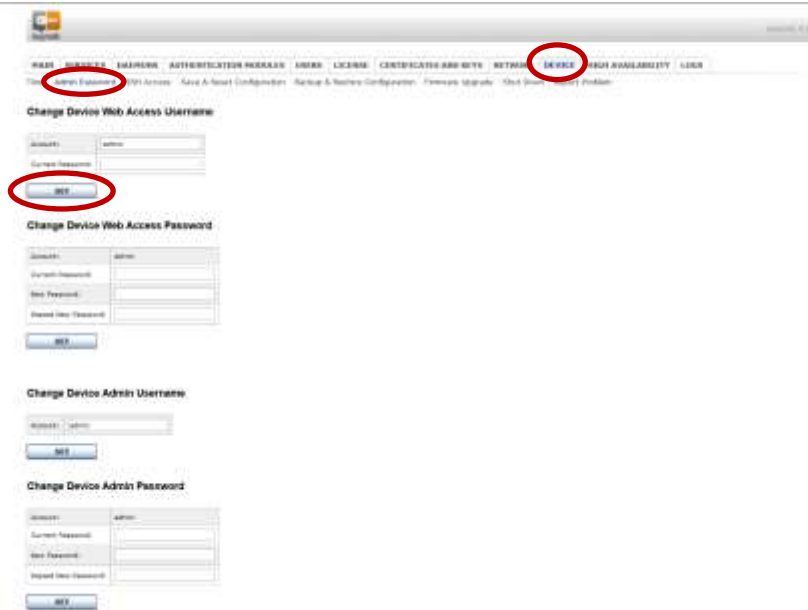 MAIN SERVICES DAEMONS AUTHENTICATION MODULES USERS LICENSE CERTIFICATES AND KEYS NETWORK DEVICE HIGH AVAILABILITY LOGS
Admin Password SSH Access Save & Reset Configuration Backup & Restore Configuration Firmware Upgrade Shut Down Report Problem
Change Device Web Access Username
Account: admin
Current Password:
SET
Change Device Web Access Password
Account: admin
Current Password:
New Password:
Repeat New Password:
SET
Change Device Admin Username
Account: admin
SET
Change Device Admin Password
Account: admin
Current Password:
New Password:
Repeat New Password:
SET